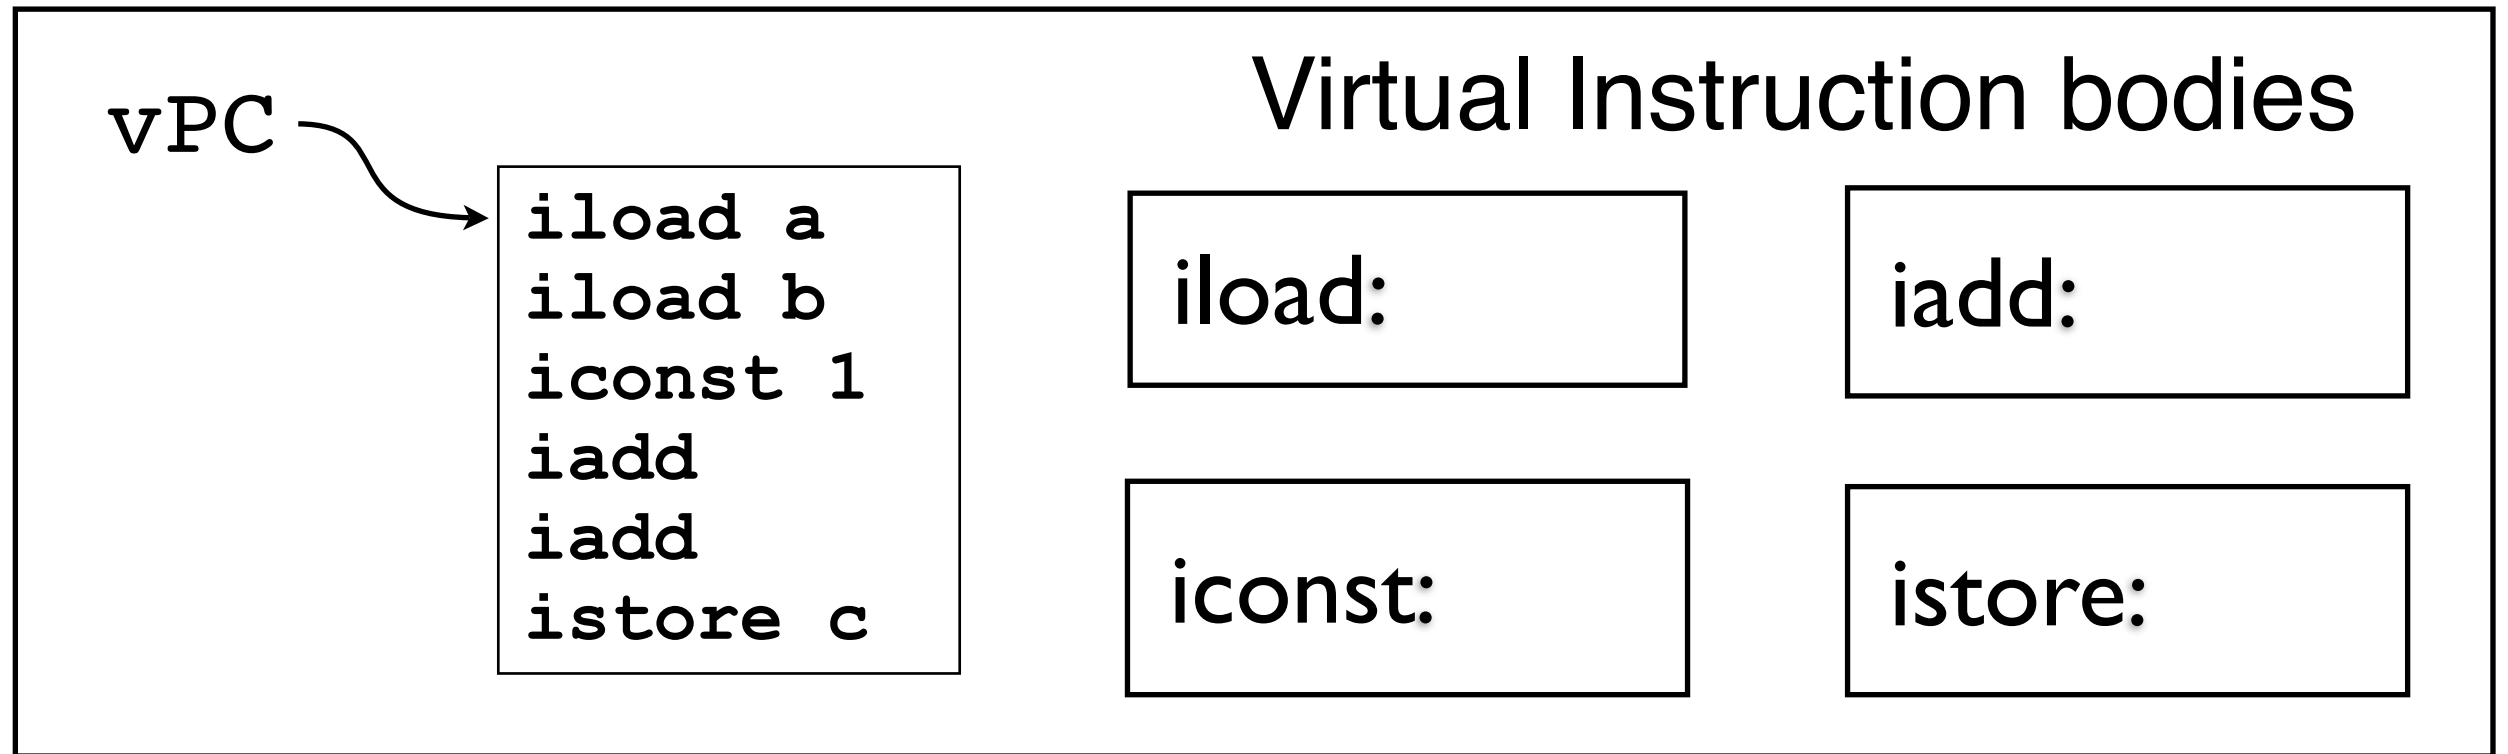 Virtual Instruction bodies
vPC
iload a
iload b
iconst 1
iadd
iadd
istore c
iload:
iadd:
iconst:
istore: